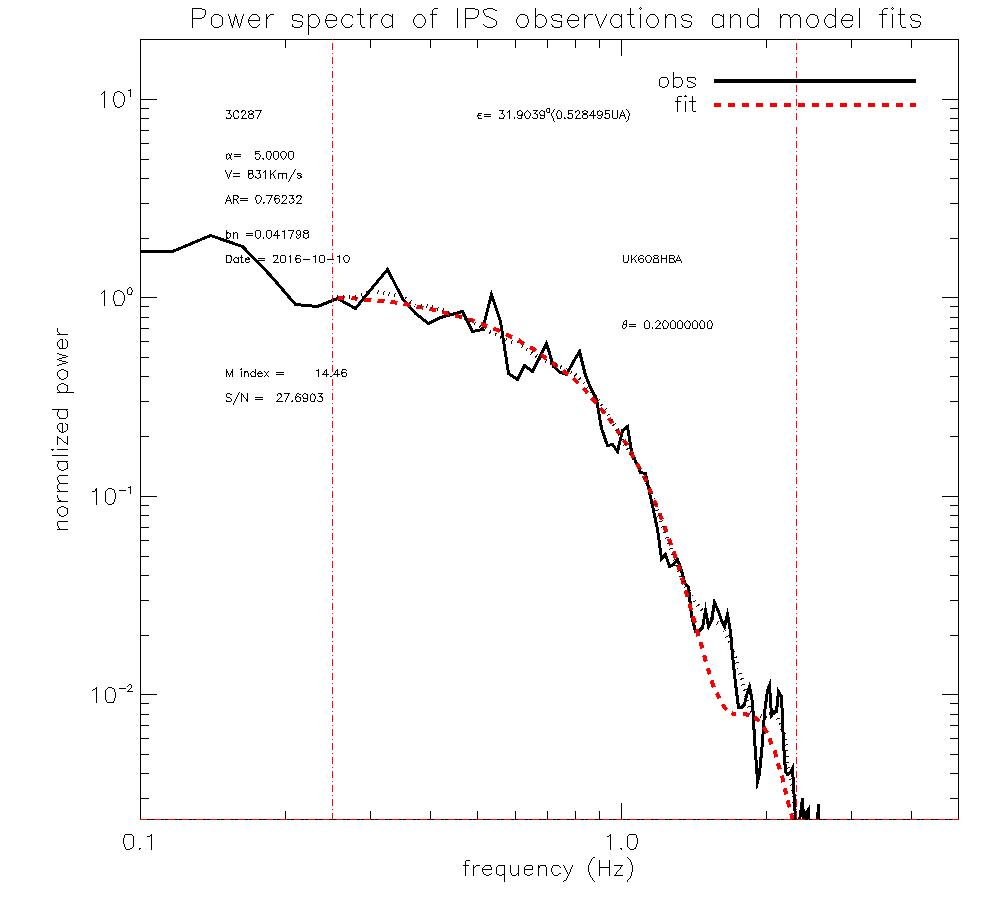 Power spectra of IPS observations and model fits
obs
fit
3C287
ϵ= 31.9039⁰(0.528495UA)
α= 5.0000
V= 831Km/s
AR= 0.76232
bn =0.041798
Date = 2016-10-10
UK608HBA
θ= 0.20000000
M index = 14.46
S/N = 27.6903
10¹
10⁰
10⁻¹
10⁻²
normalized power
0.1
1.0
frequency (Hz)